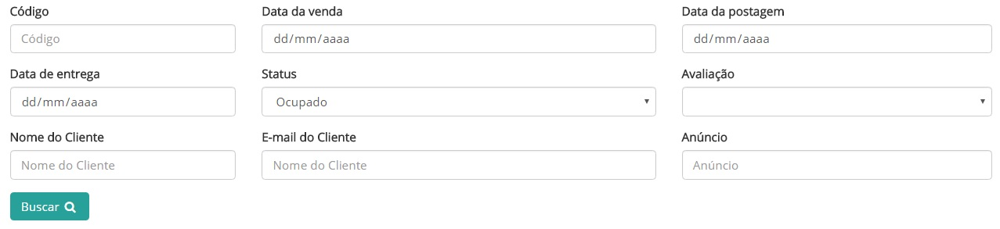 Código Data da venda Data da postagem
Código dd/mm/aaaa dd/mm/aaaa
Data de entrega Status Avaliação
dd/mm/aaaa Ocupado
Nome do Cliente E-mail do Cliente Anúncio
Nome do Cliente Nome do Cliente Anúncio
Buscar